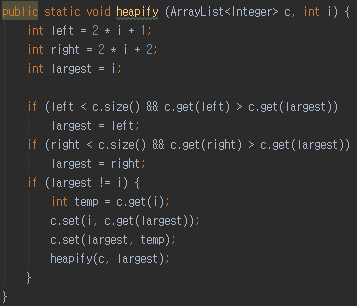 public static void heapify (ArrayList<Integer> c, int i) {
    int left = 2 * i + 1;
    int right = 2 * i + 2;
    int largest = i;

    if (left < c.size() && c.get(left) > c.get(largest))
        largest = left;
    if (right < c.size() && c.get(right) > c.get(largest))
        largest = right;
    if (largest != i) {
        int temp = c.get(i);
        c.set(i, c.get(largest));
        c.set(largest, temp);
        heapify(c, largest);
    }
}